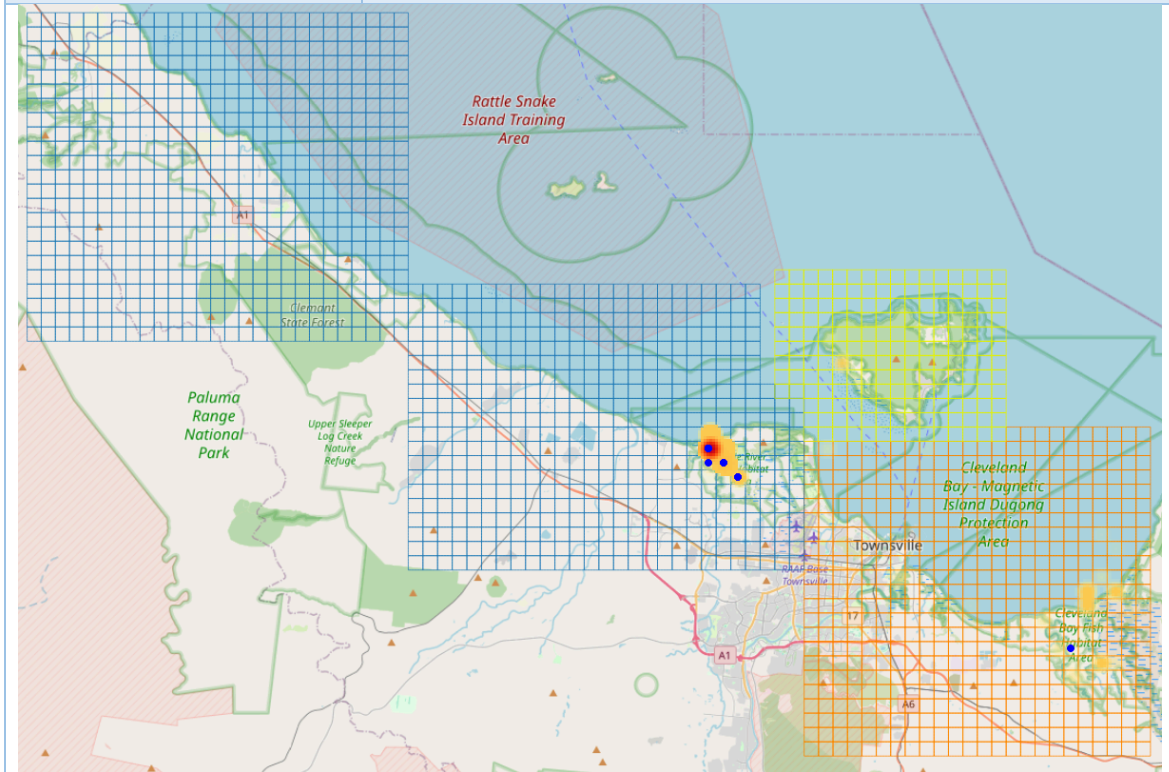 Rattle Snake
Island Training
Area
A1
Clemant
State Forest
Paluma
Range
National
Park
Upper Sleeper
Log Creek
Nature
Refuge
River
Cleveland
Bay - Magnetic
Island Dugong
Protection
Area
Townsville
RAAF Base
Townsville
17
Cleveland
Bay Fish
Habitat
Area
A1
A6